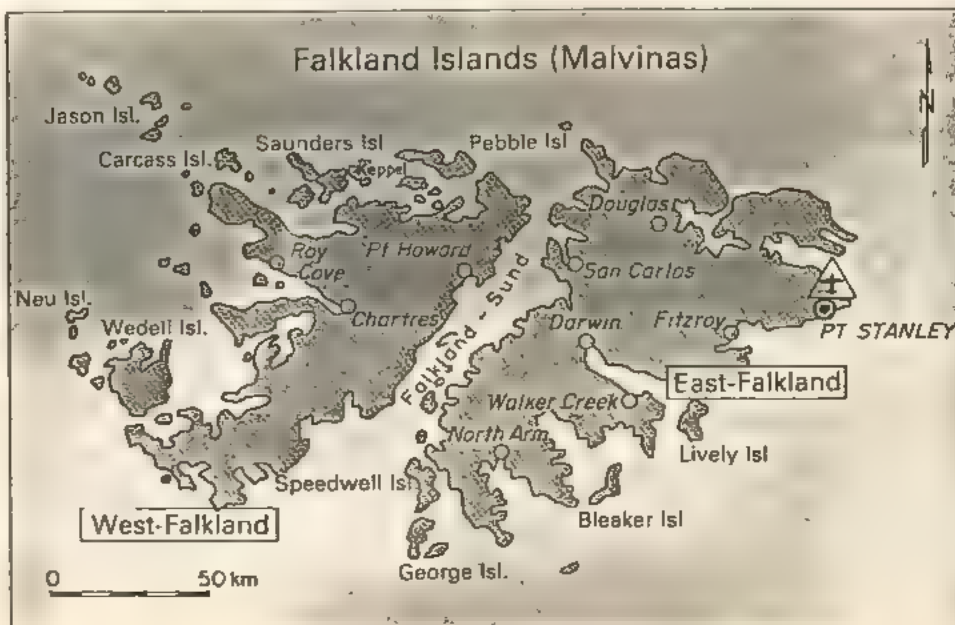 Falkland Islands (Malvinas)
N
Jason Isl.
Carcass Isl.
Saunders Isl
Keppel
Pebble Isl
Douglas
Roy
Cove
Pt Howard
San Carlos
Neu Isl.
Wedell Isl.
Chartres
Falkland - Sund
Darwin
Fitzroy
PT STANLEY
East-Falkland
Walker Creek
North Arm
Lively Isl
Speedwell Isl
Bleaker Isl
West-Falkland
George Isl.
0 50 km